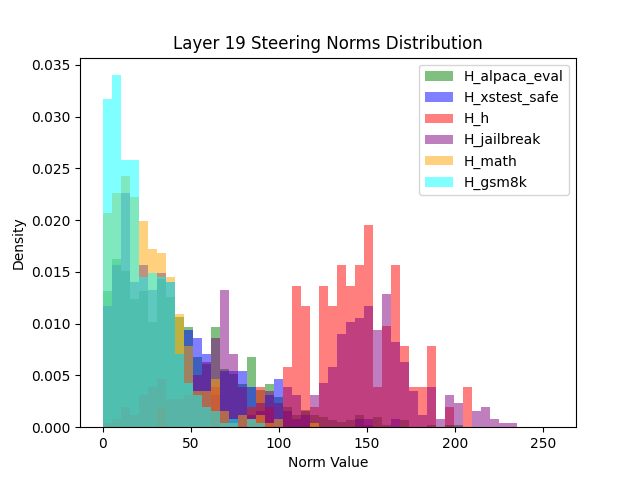 Layer 19 Steering Norms Distribution
0.035
0.030
0.025
0.020
0.015
0.010
0.005
0.000
Density
H_alpaca_eval
H_xstest_safe
H_h
H_jailbreak
H_math
H_gsm8k
0 50 100 150 200 250
Norm Value